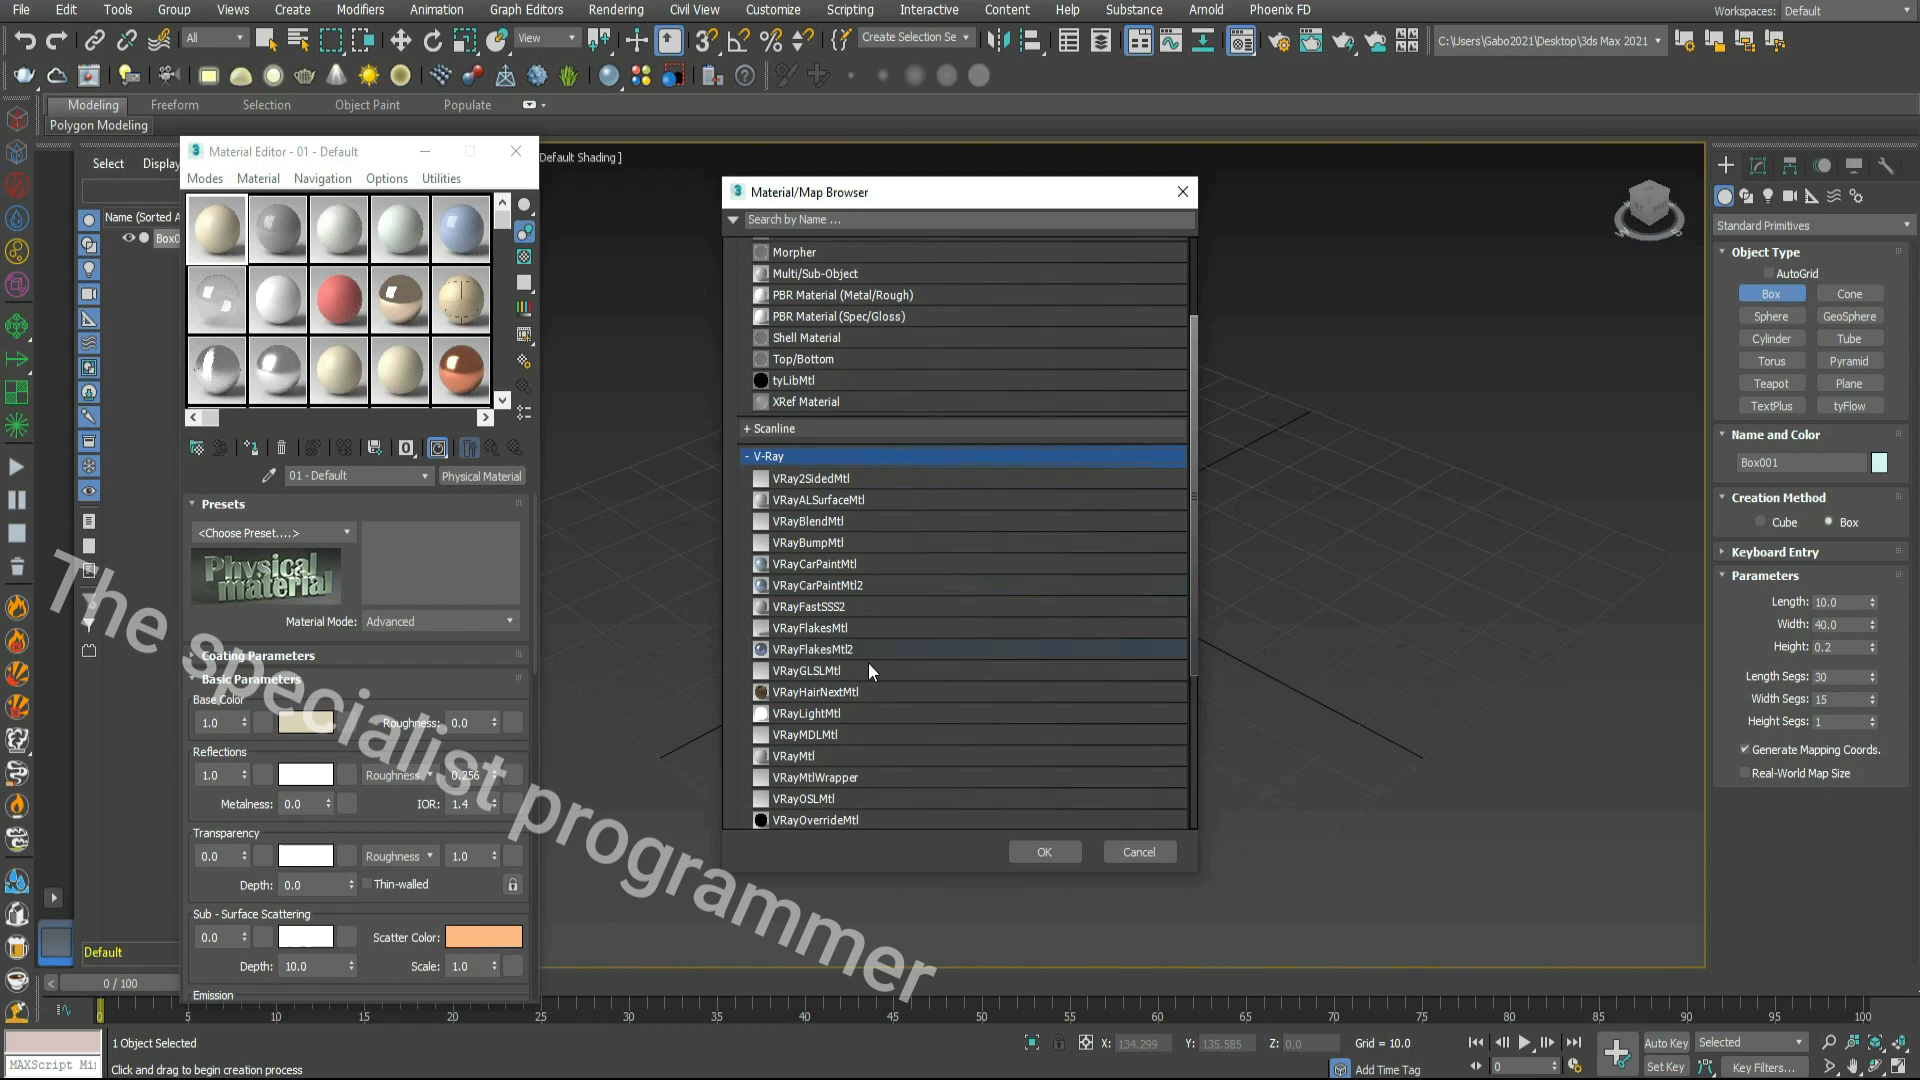 File Edit Tools Group Views Create Modifiers Animation Graph Editors Rendering Civil View Customize Scripting Interactive Content Help Substance Arnold Phoenix FD Workspaces: Default
All View Create Selection Se C:\Users\Gabo2021\Desktop\3ds Max 2021
Modeling Freeform Selection Object Paint Populate
Polygon Modeling
Select Display
Name (Sorted A
Box0
Default Shading ]
3 Material Editor - 01 - Default
Modes Material Navigation Options Utilities
01 - Default Physical Material
Presets
<Choose Preset....>
Physical material
Material Mode: Advanced
Coating Parameters
Basic Parameters
Base Color
1.0 Roughness: 0.0
Reflections
1.0 Roughness 0.256
Metalness: 0.0 IOR: 1.4
Transparency
0.0 Roughness 1.0
Depth: 0.0 Thin-walled
Sub - Surface Scattering
0.0 Scatter Color:
Depth: 10.0 Scale: 1.0
Emission
3 Material/Map Browser
Search by Name ...
Morpher
Multi/Sub-Object
PBR Material (Metal/Rough)
PBR Material (Spec/Gloss)
Shell Material
Top/Bottom
tyLibMtl
XRef Material
+ Scanline
- V-Ray
VRay2SidedMtl
VRayALSurfaceMtl
VRayBlendMtl
VRayBumpMtl
VRayCarPaintMtl
VRayCarPaintMtl2
VRayFastSSS2
VRayFlakesMtl
VRayFlakesMtl2
VRayGLSLMtl
VRayHairNextMtl
VRayLightMtl
VRayMDLMtl
VRayMtl
VRayMtlWrapper
VRayOSLMtl
VRayOverrideMtl
OK Cancel
The specialist programmer
Standard Primitives
Object Type
AutoGrid
Box Cone
Sphere GeoSphere
Cylinder Tube
Torus Pyramid
Teapot Plane
TextPlus tyFlow
Name and Color
Box001
Creation Method
Cube Box
Keyboard Entry
Parameters
Length: 10.0
Width: 40.0
Height: 0.2
Length Segs: 30
Width Segs: 15
Height Segs: 1
Generate Mapping Coords.
Real-World Map Size
Default
0 / 100
0 5 10 15 20 25 30 35 40 45 50 55 60 65 70 75 80 85 90 95 100
1 Object Selected X: 134.299 Y: 135.585 Z: 0.0 Grid = 10.0 Auto Key Selected
MAXScript Mi Click and drag to begin creation process Add Time Tag 0 Set Key Key Filters...